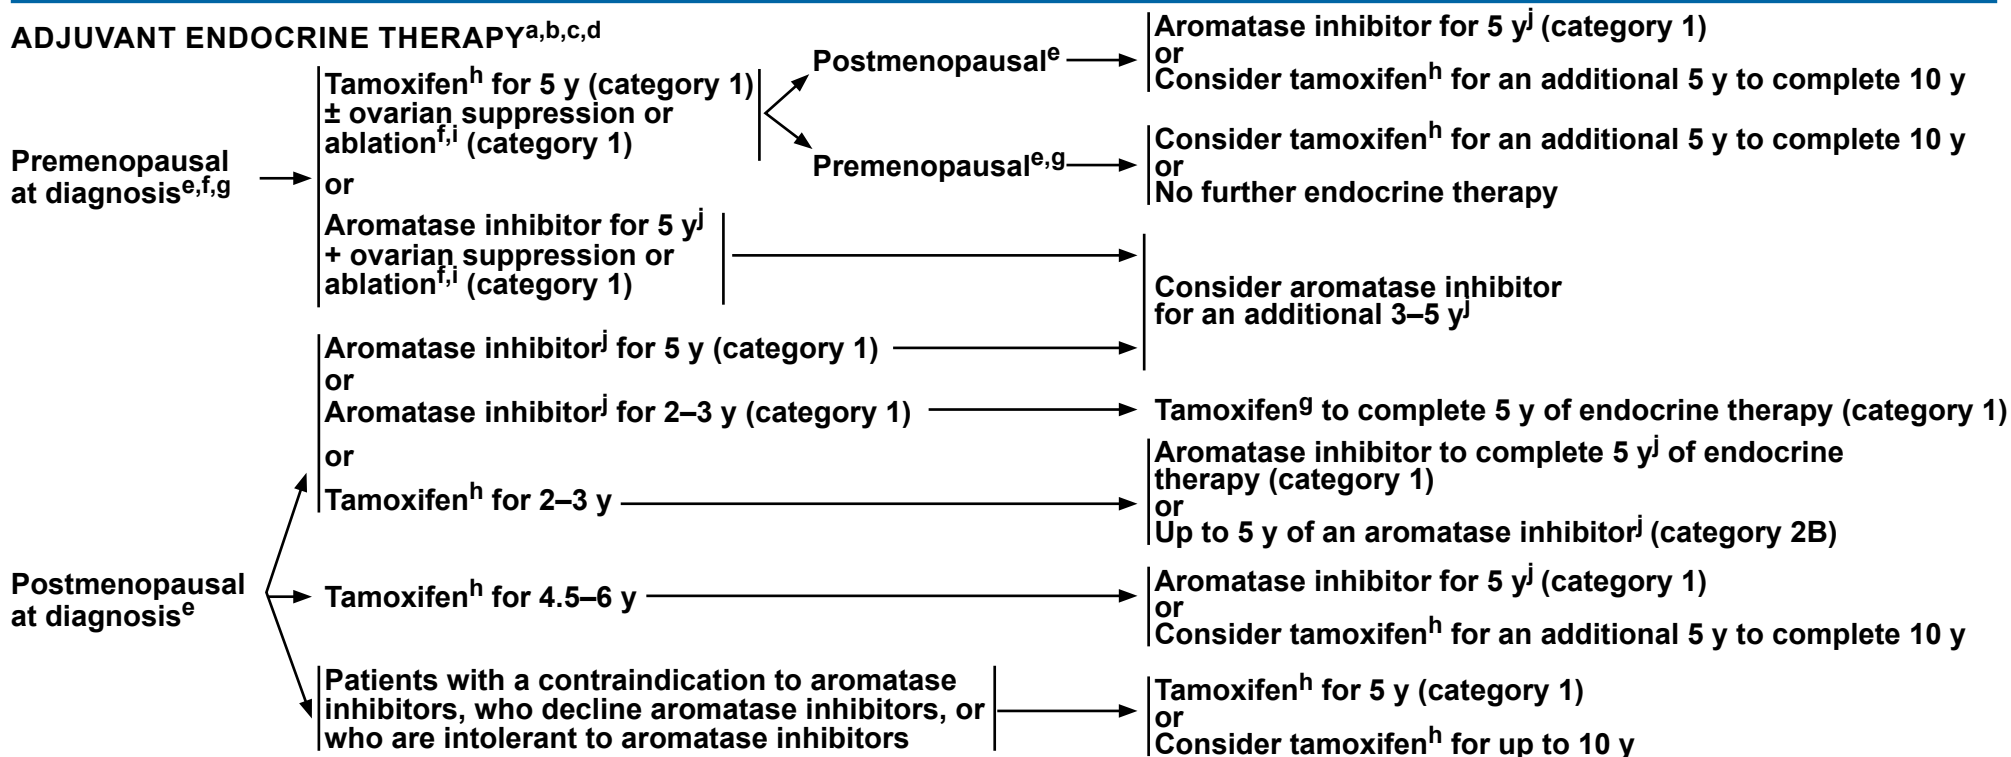 ADJUVANT ENDOCRINE THERAPYa,b,c,d
Premenopausal
at diagnosise,f,g
Tamoxifenh for 5 y (category 1)
± ovarian suppression or
ablationf,i (category 1)
or
Aromatase inhibitor for 5 yj
+ ovarian suppression or
ablationf,i (category 1)
Postmenopausale
Aromatase inhibitor for 5 yj (category 1)
or
Consider tamoxifenh for an additional 5 y to complete 10 y
Premenopausale,g
Consider tamoxifenh for an additional 5 y to complete 10 y
or
No further endocrine therapy
Consider aromatase inhibitor
for an additional 3–5 yj
Postmenopausal
at diagnosise
Aromatase inhibitorj for 5 y (category 1)
or
Aromatase inhibitorj for 2–3 y (category 1)
or
Tamoxifenh for 2–3 y
Tamoxifeng to complete 5 y of endocrine therapy (category 1)
Aromatase inhibitor to complete 5 yj of endocrine
therapy (category 1)
or
Up to 5 y of an aromatase inhibitorj (category 2B)
Tamoxifenh for 4.5–6 y
Aromatase inhibitor for 5 yj (category 1)
or
Consider tamoxifenh for an additional 5 y to complete 10 y
Patients with a contraindication to aromatase
inhibitors, who decline aromatase inhibitors, or
who are intolerant to aromatase inhibitors
Tamoxifenh for 5 y (category 1)
or
Consider tamoxifenh for up to 10 y